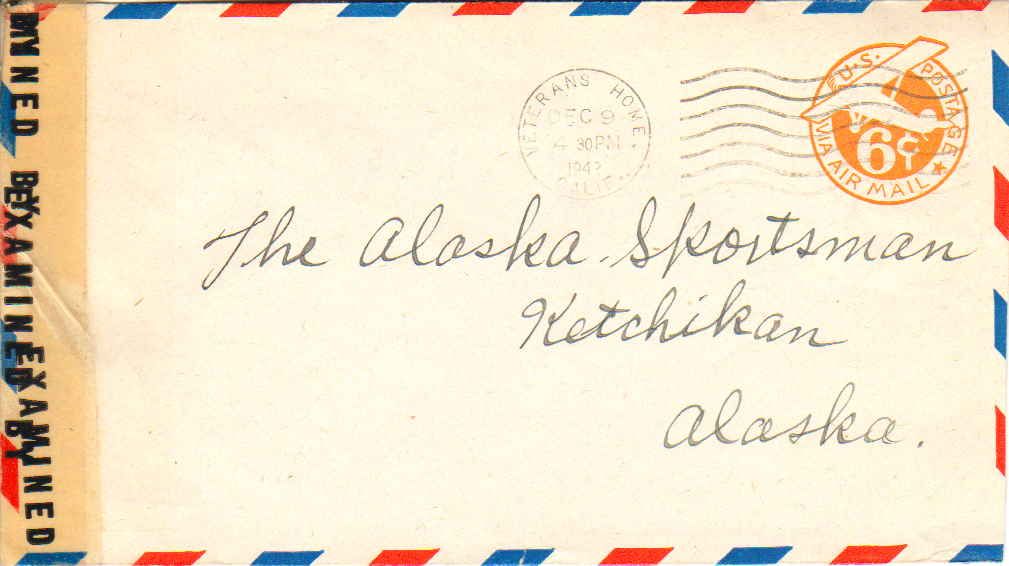 VETERANS HOME
DEC 9
4 30 PM
CALIF.
U.S. POSTAGE
6¢
VIA AIR MAIL
The Alaska Sportsman
Ketchikan
Alaska.
MINED BY
EXAMINED BY
EXAMINED